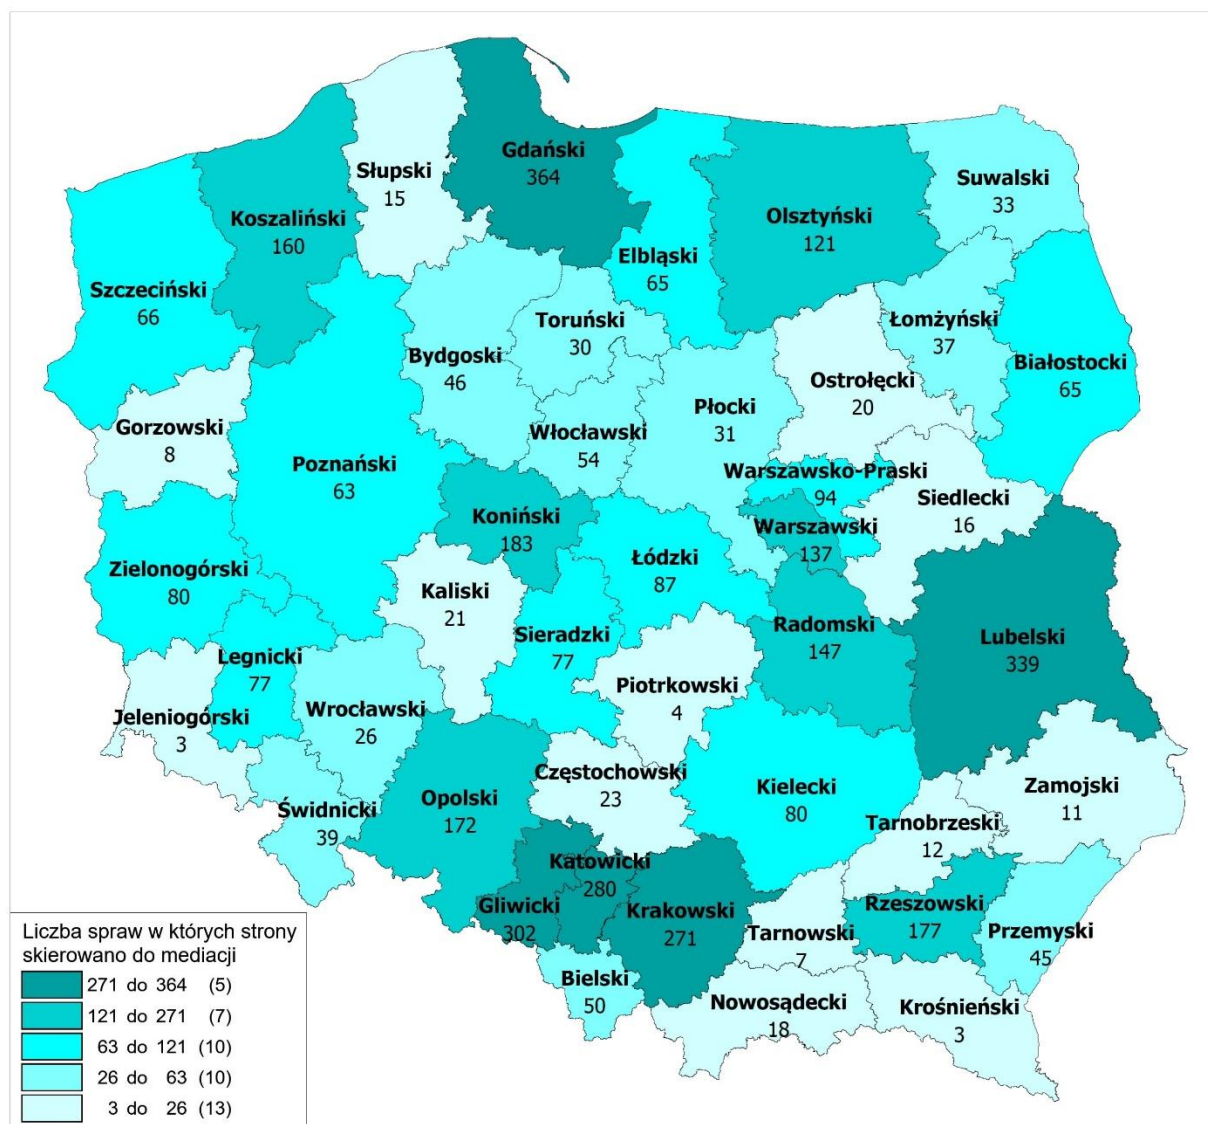 Gdański
364
Słupski
15
Suwalski
33
Koszaliński
160
Olsztyński
121
Elbląski
65
Szczeciński
66
Toruński
30
Łomżyński
37
Bydgoski
46
Białostocki
65
Ostrołęcki
20
Płocki
31
Gorzowski
8
Włocławski
54
Poznański
63
Warszawsko-Praski
94
Siedlecki
16
Koniński
183
Warszawski
137
Łódzki
87
Zielonogórski
80
Kaliski
21
Radomski
147
Sieradzki
77
Lubelski
339
Legnicki
77
Piotrkowski
4
Wrocławski
26
Jeleniogórski
3
Częstochowski
23
Kielecki
80
Zamojski
11
Opolski
172
Świdnicki
39
Tarnobrzeski
12
Katowicki
280
Gliwicki
302
Krakowski
271
Rzeszowski
177
Tarnowski
7
Przemyski
45
Bielski
50
Nowosądecki
18
Krośnieński
3
Liczba spraw w których strony
skierowano do mediacji
271 do 364 (5)
121 do 271 (7)
63 do 121 (10)
26 do 63 (10)
3 do 26 (13)